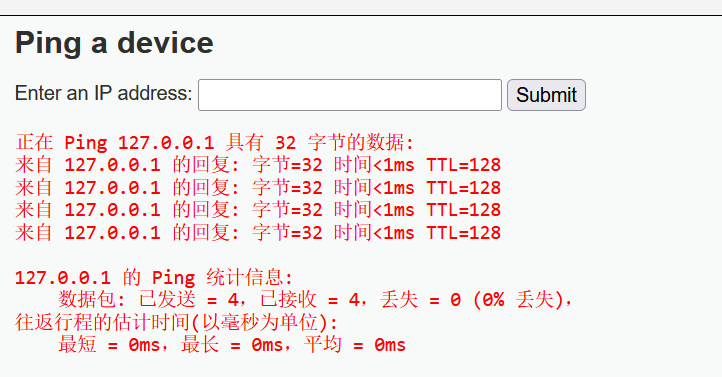 Ping a device
Enter an IP address: Submit
正在 Ping 127.0.0.1 具有 32 字节的数据:
来自 127.0.0.1 的回复: 字节=32 时间<1ms TTL=128
来自 127.0.0.1 的回复: 字节=32 时间<1ms TTL=128
来自 127.0.0.1 的回复: 字节=32 时间<1ms TTL=128
来自 127.0.0.1 的回复: 字节=32 时间<1ms TTL=128
127.0.0.1 的 Ping 统计信息:
数据包: 已发送 = 4，已接收 = 4，丢失 = 0 (0% 丢失)，
往返行程的估计时间(以毫秒为单位):
最短 = 0ms，最长 = 0ms，平均 = 0ms